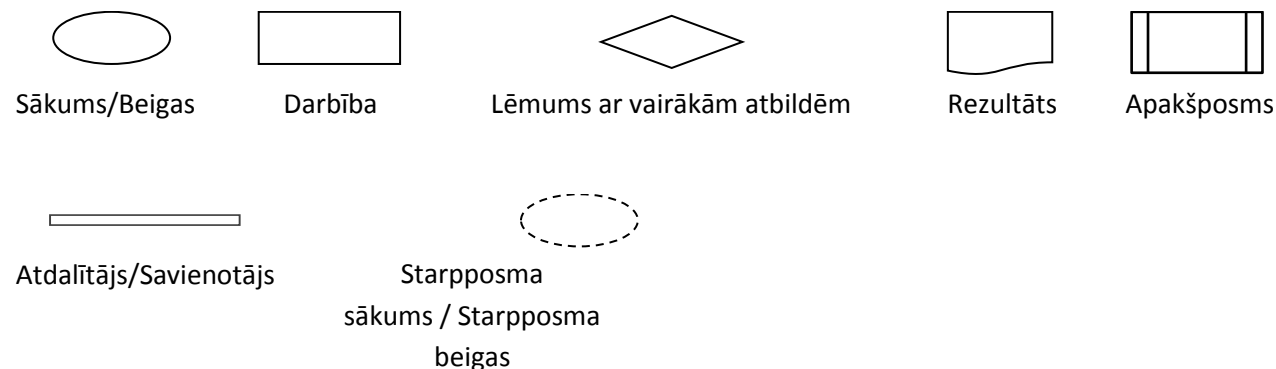 Sākums/Beigas
Darbība
Lēmums ar vairākām atbildēm
Rezultāts
Apakšposms
Atdalītājs/Savienotājs
Starpposma
sākums / Starpposma
beigas